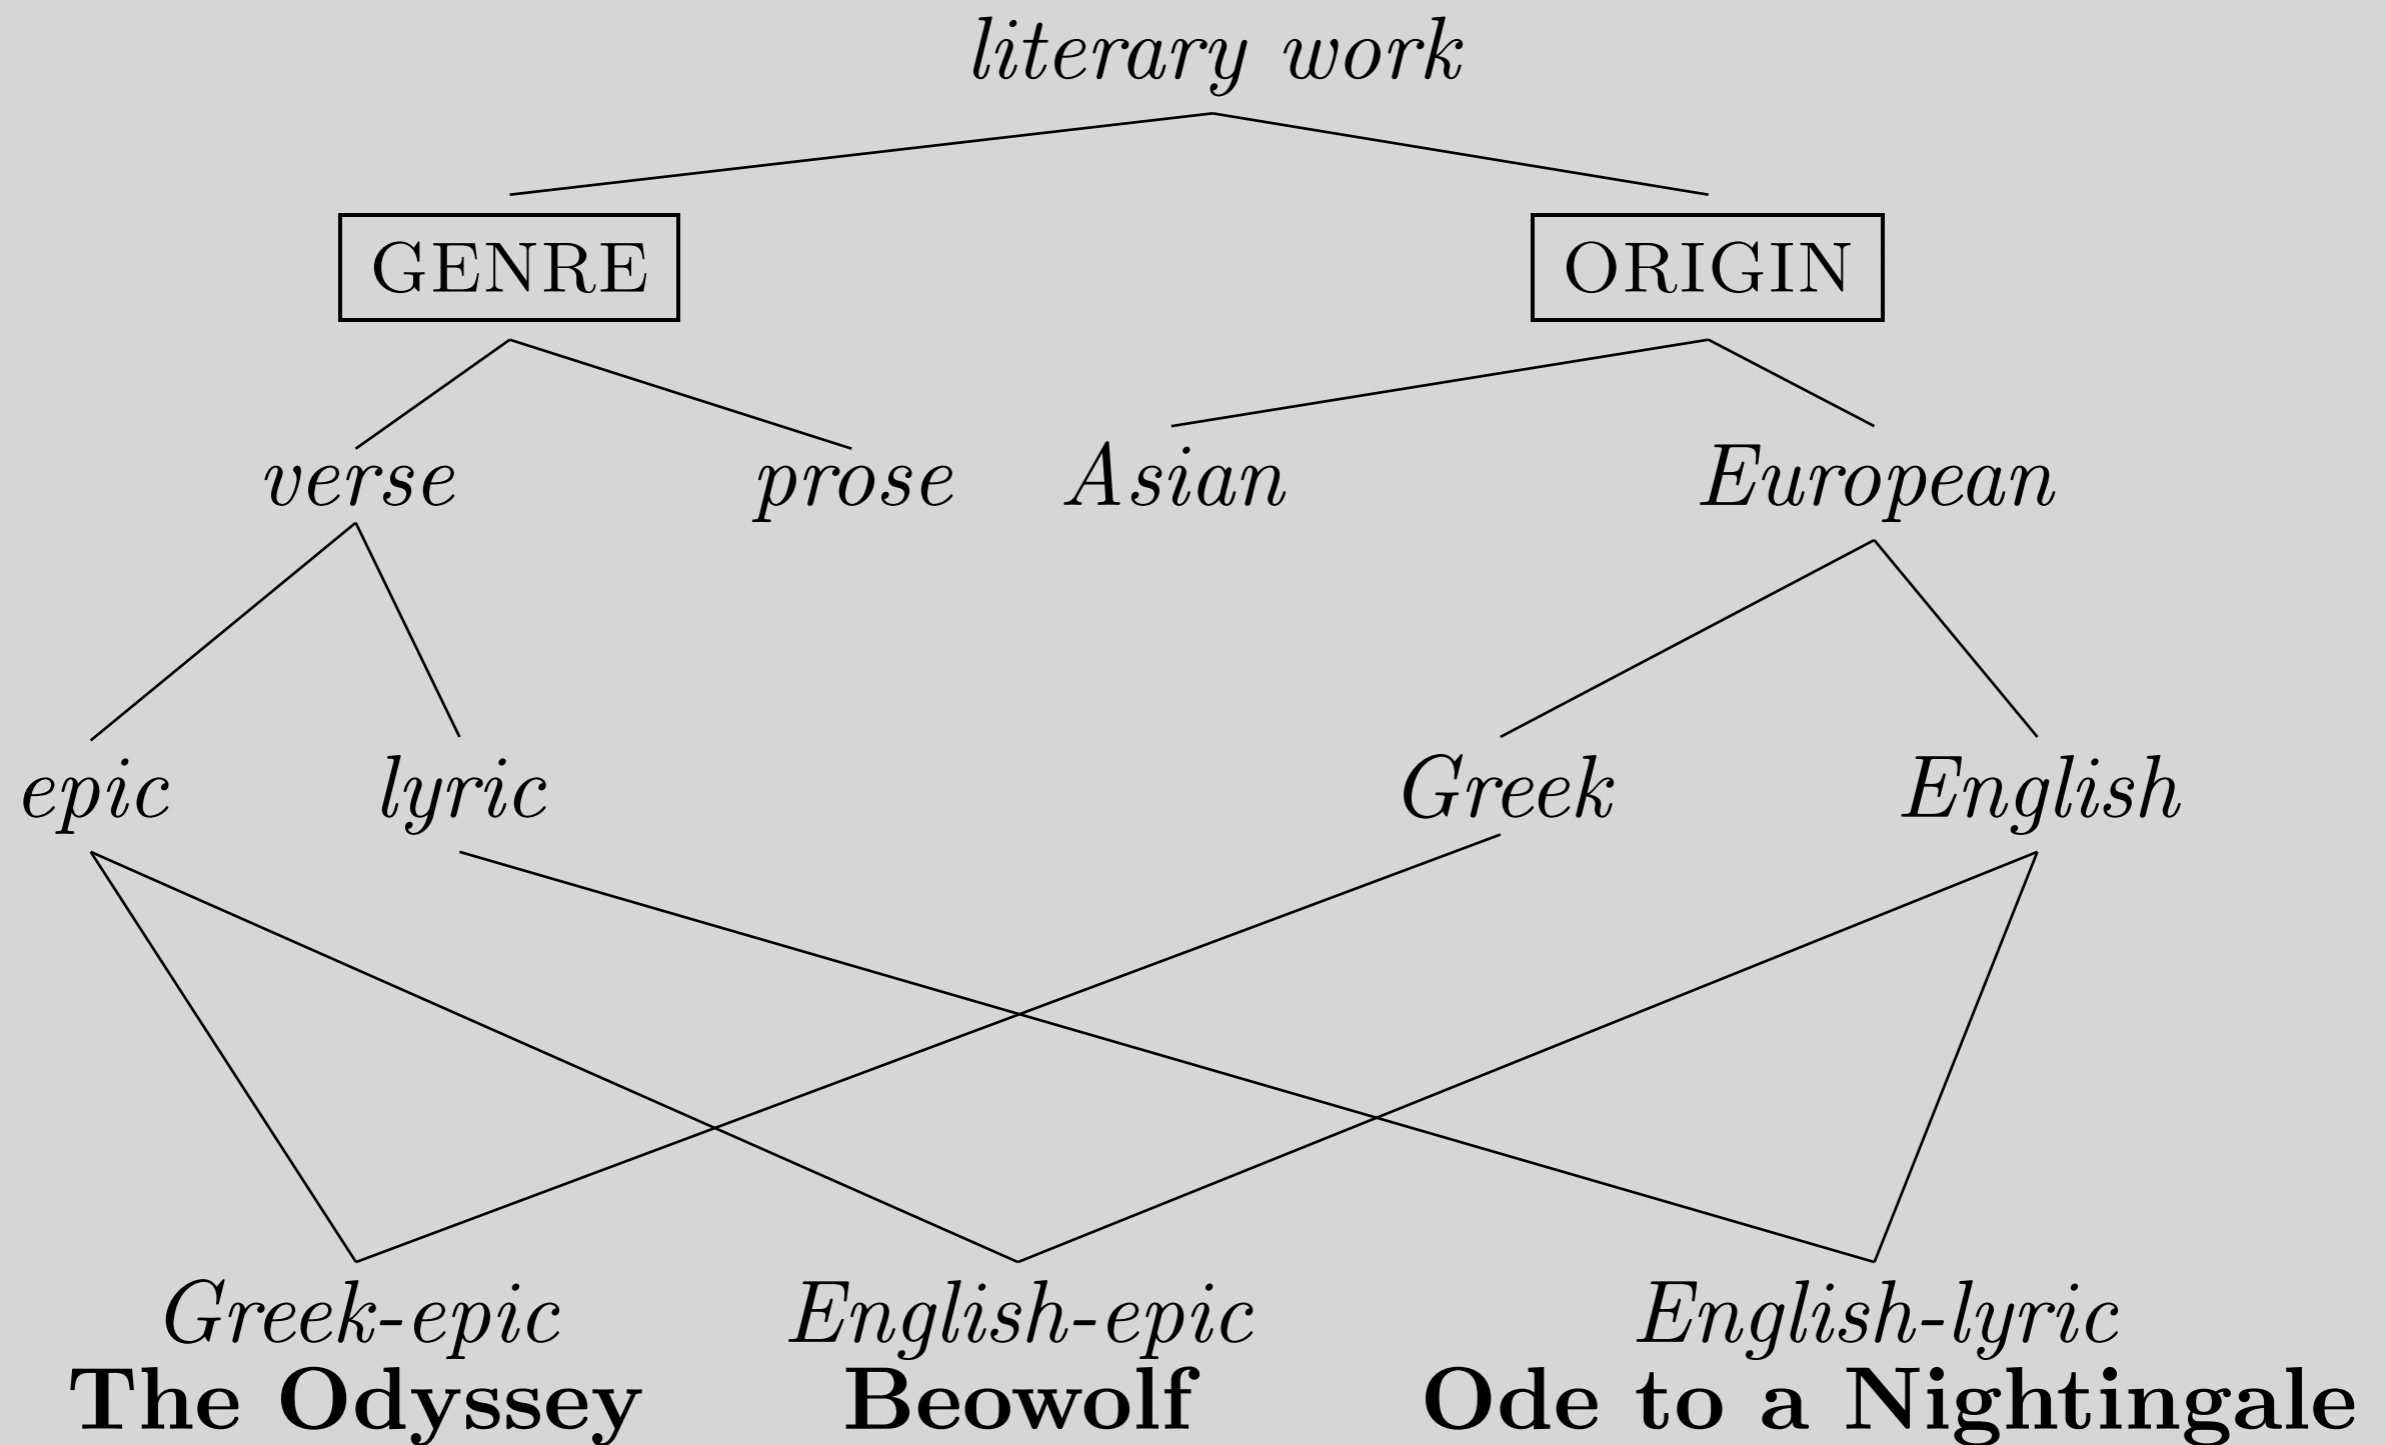 literary work
GENRE ORIGIN
verse prose Asian European
epic lyric Greek English
Greek-epic English-epic English-lyric
The Odyssey Beowolf Ode to a Nightingale